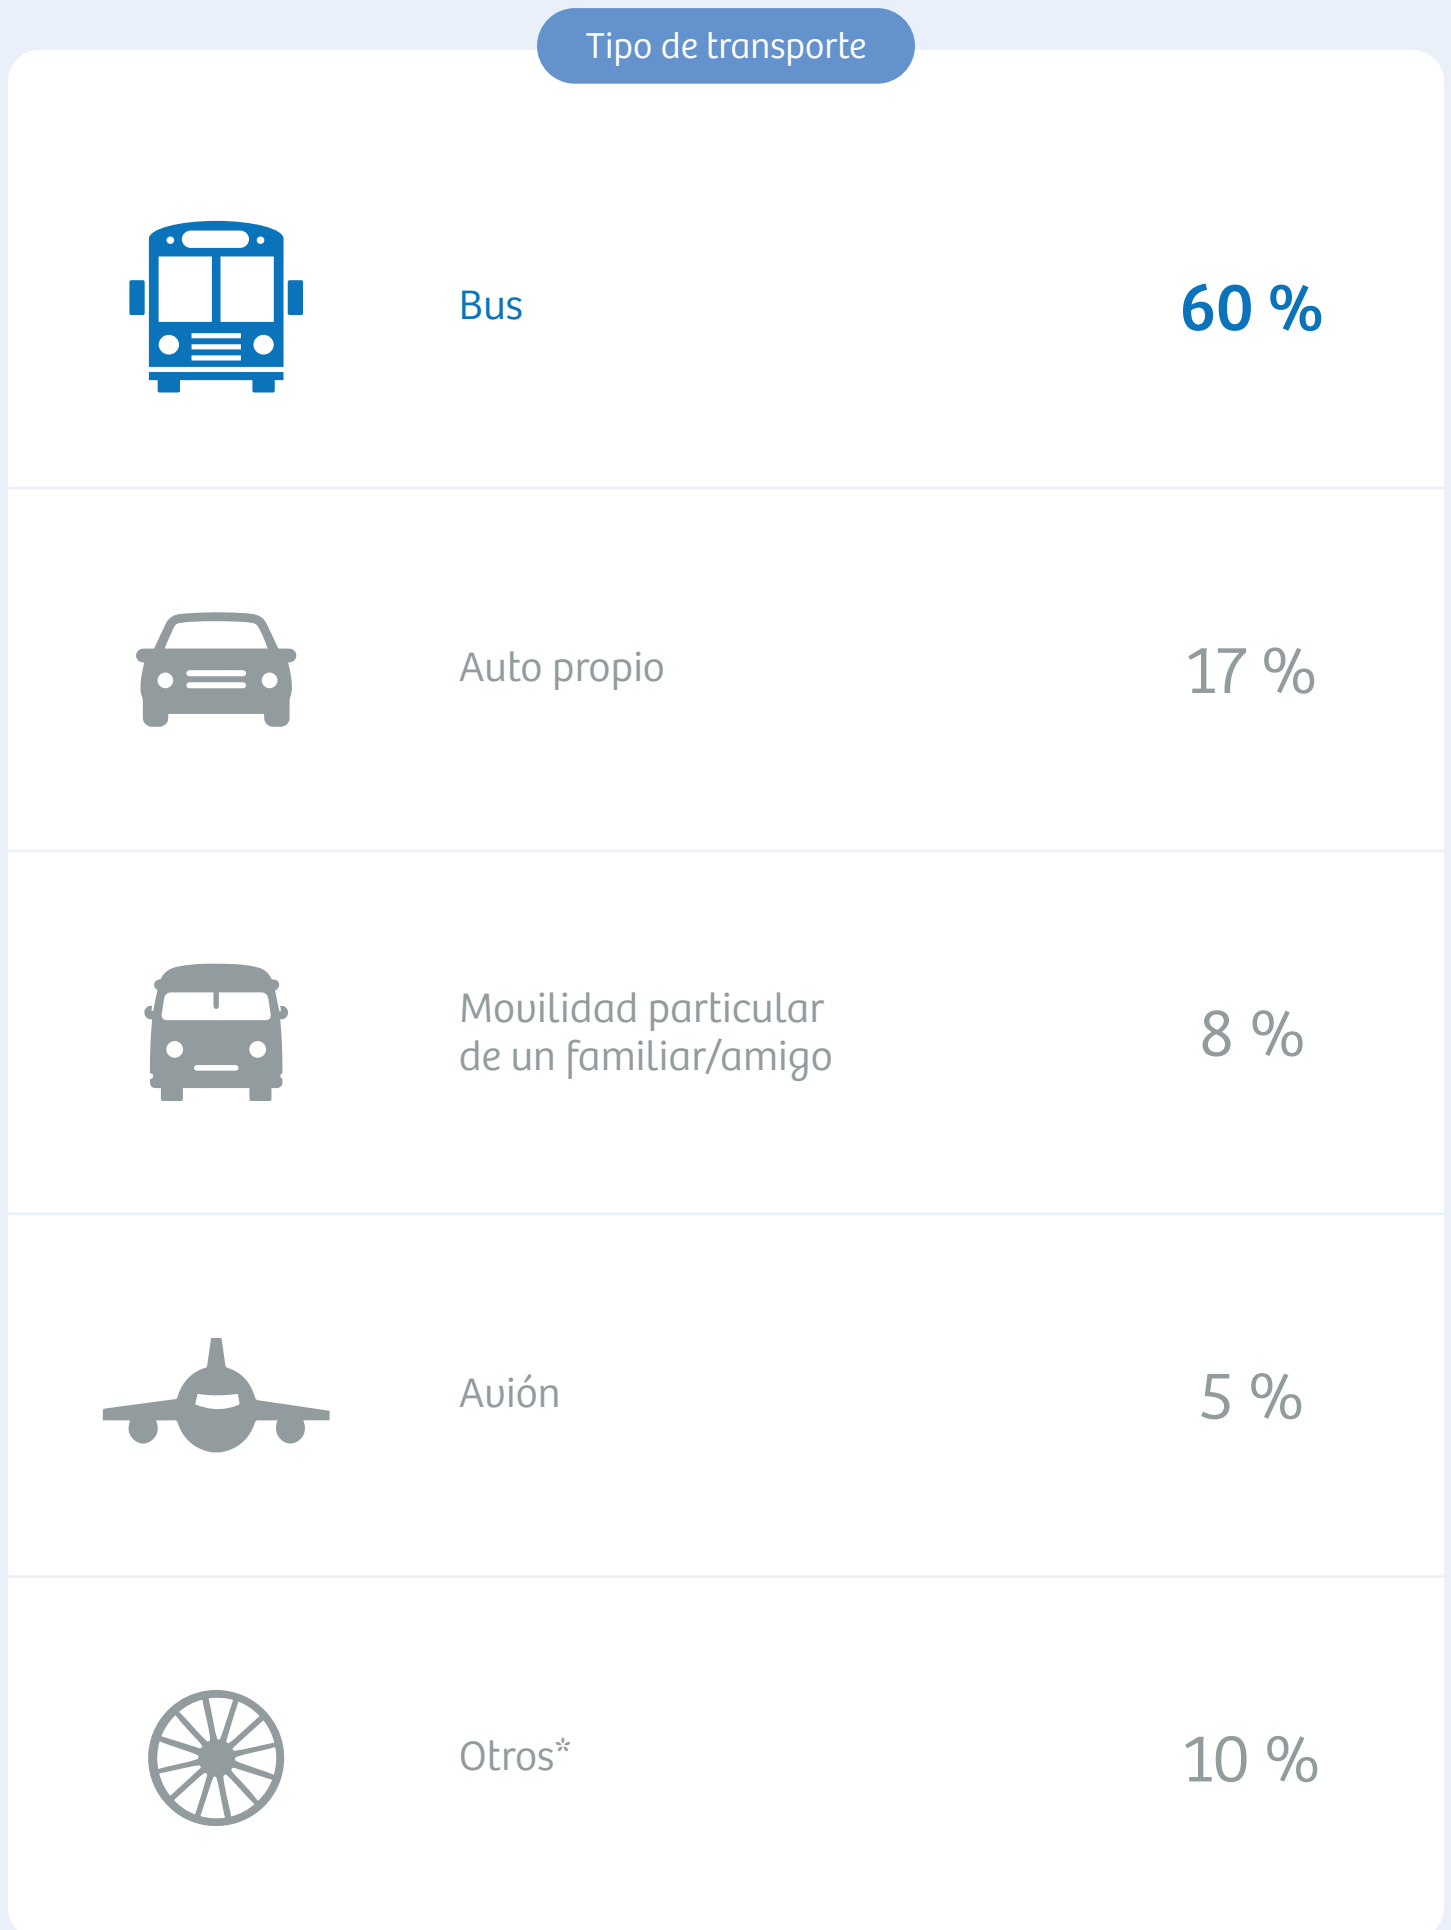 Tipo de transporte
Bus
60 %
Auto propio
17 %
Movilidad particular
de un familiar/amigo
8 %
Avión
5 %
Otros*
10 %